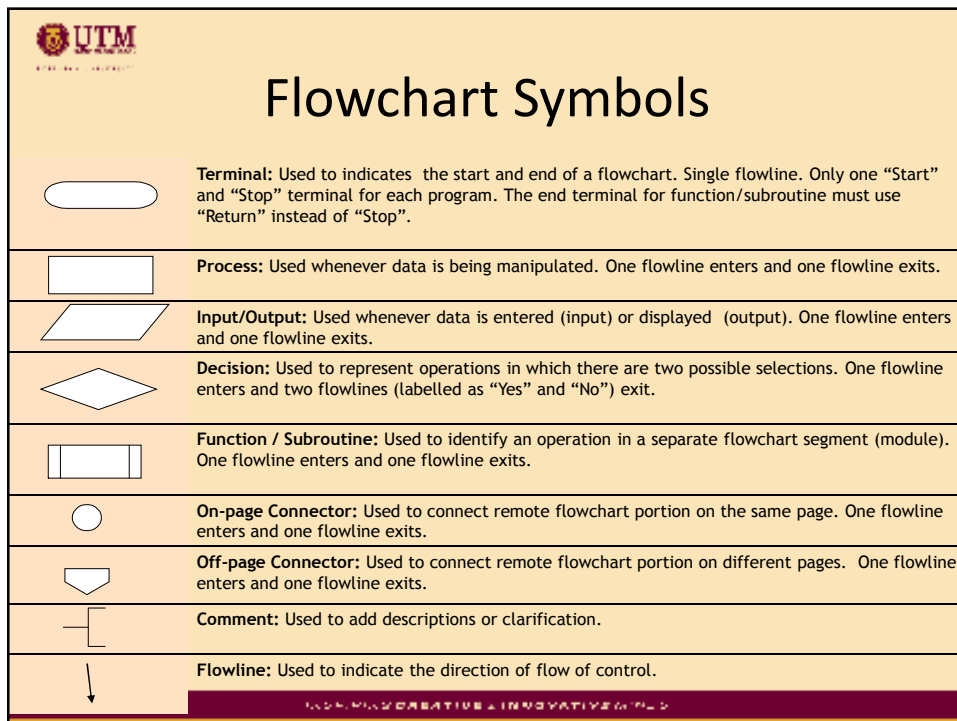 UTM
Flowchart Symbols
Terminal: Used to indicates the start and end of a flowchart. Single flowline. Only one “Start”
and “Stop” terminal for each program. The end terminal for function/subroutine must use
“Return” instead of “Stop”.
Process: Used whenever data is being manipulated. One flowline enters and one flowline exits.
Input/Output: Used whenever data is entered (input) or displayed (output). One flowline enters
and one flowline exits.
Decision: Used to represent operations in which there are two possible selections. One flowline
enters and two flowlines (labelled as “Yes” and “No”) exit.
Function / Subroutine: Used to identify an operation in a separate flowchart segment (module).
One flowline enters and one flowline exits.
On-page Connector: Used to connect remote flowchart portion on the same page. One flowline
enters and one flowline exits.
Off-page Connector: Used to connect remote flowchart portion on different pages. One flowline
enters and one flowline exits.
Comment: Used to add descriptions or clarification.
Flowline: Used to indicate the direction of flow of control.